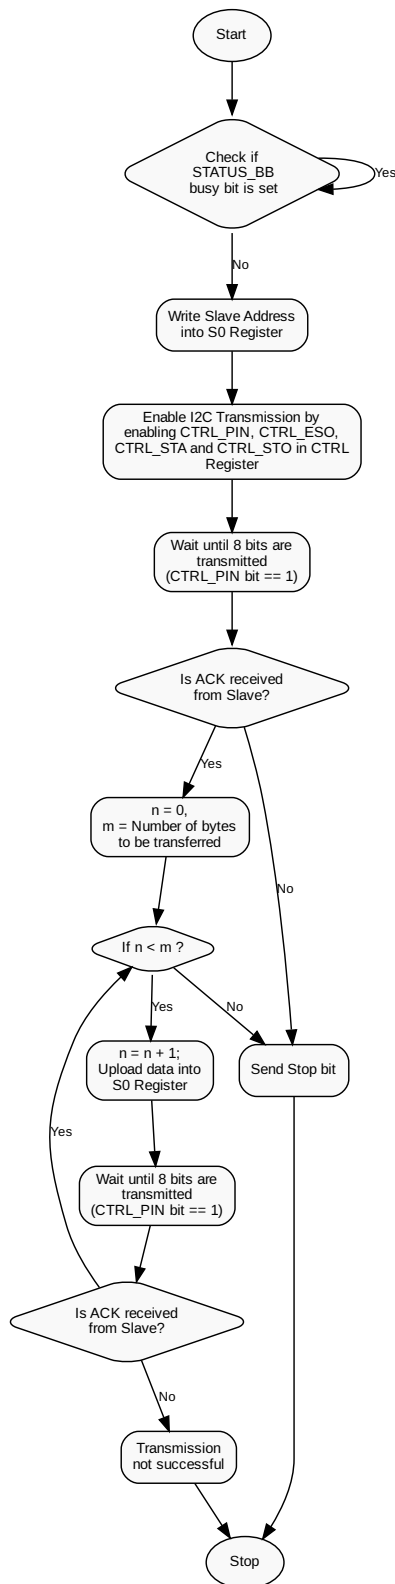 Start
Check if
STATUS_BB
busy bit is set
Yes
No
Write Slave Address
into S0 Register
Enable I2C Transmission by
enabling CTRL_PIN, CTRL_ESO,
CTRL_STA and CTRL_STO in CTRL
Register
Wait until 8 bits are
transmitted
(CTRL_PIN bit == 1)
Is ACK received
from Slave?
Yes
n = 0,
m = Number of bytes
to be transferred
No
If n < m ?
Yes
No
n = n + 1;
Upload data into
S0 Register
Send Stop bit
Yes
Wait until 8 bits are
transmitted
(CTRL_PIN bit == 1)
Is ACK received
from Slave?
No
Transmission
not successful
Stop